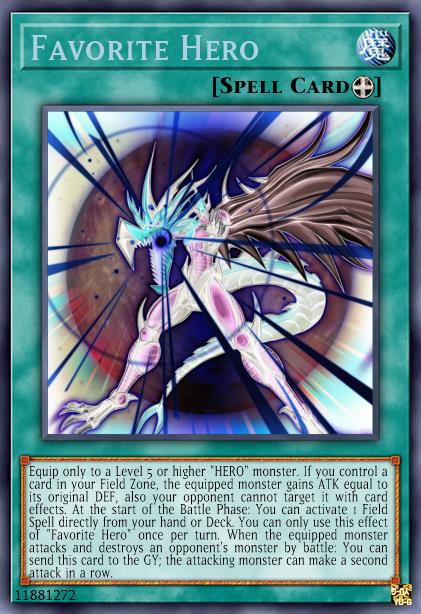 FAVORITE HERO
魔
[SPELL CARD]
Equip only to a Level 5 or higher "HERO" monster. If you control a
card in your Field Zone, the equipped monster gains ATK equal to
its original DEF, also your opponent cannot target it with card
effects. At the start of the Battle Phase: You can activate 1 Field
Spell directly from your hand or Deck. You can only use this effect
of "Favorite Hero" once per turn. When the equipped monster
attacks and destroys an opponent's monster by battle: You can
send this card to the GY; the attacking monster can make a second
attack in a row.
11881272